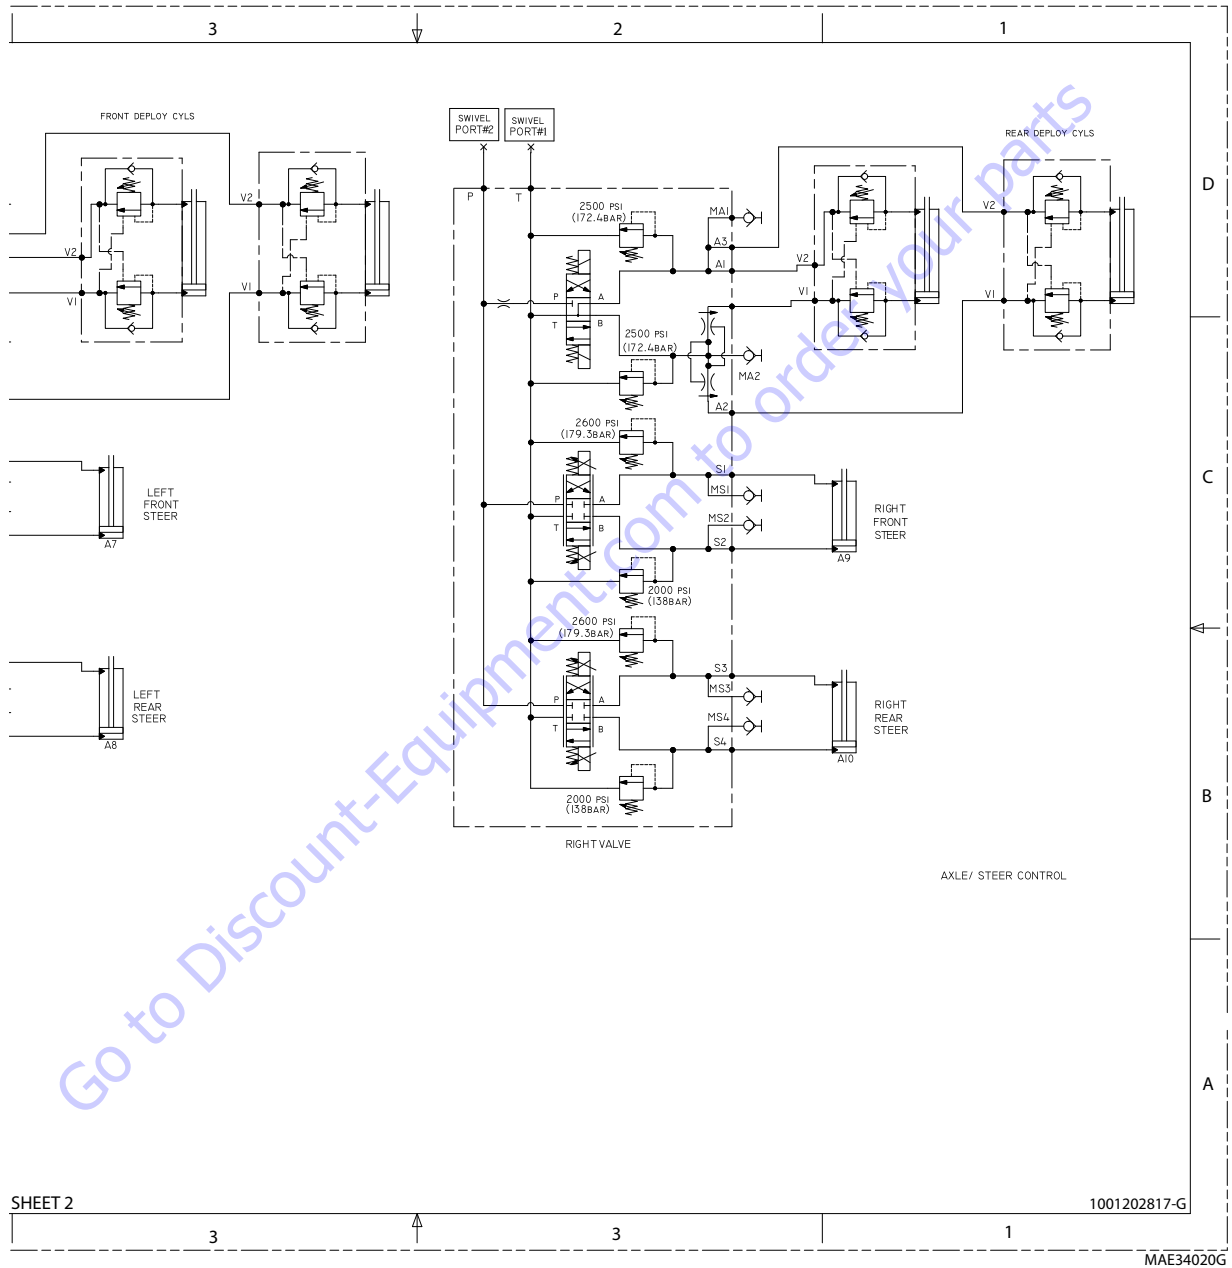 3
2
1
FRONT DEPLOY CYLS
SWIVEL
PORT#2
SWIVEL
PORT#1
REAR DEPLOY CYLS
D
P
T
V2
V2
V1
V1
2500 PSI
(172.4BAR)
MA1
A3
A1
V2
V1
V2
V1
P
A
T
B
2500 PSI
(172.4BAR)
MA2
A2
2600 PSI
(179.3BAR)
C
LEFT
FRONT
STEER
A7
P
A
T
B
S1
MS1
MS2
S2
RIGHT
FRONT
STEER
A9
2000 PSI
(138BAR)
2600 PSI
(179.3BAR)
LEFT
REAR
STEER
A8
P
A
T
B
S3
MS3
MS4
S4
RIGHT
REAR
STEER
A10
2000 PSI
(138BAR)
B
RIGHT VALVE
AXLE/ STEER CONTROL
A
Go to Discount-Equipment.com to order your parts
SHEET 2
1001202817-G
3
3
1
MAE34020G